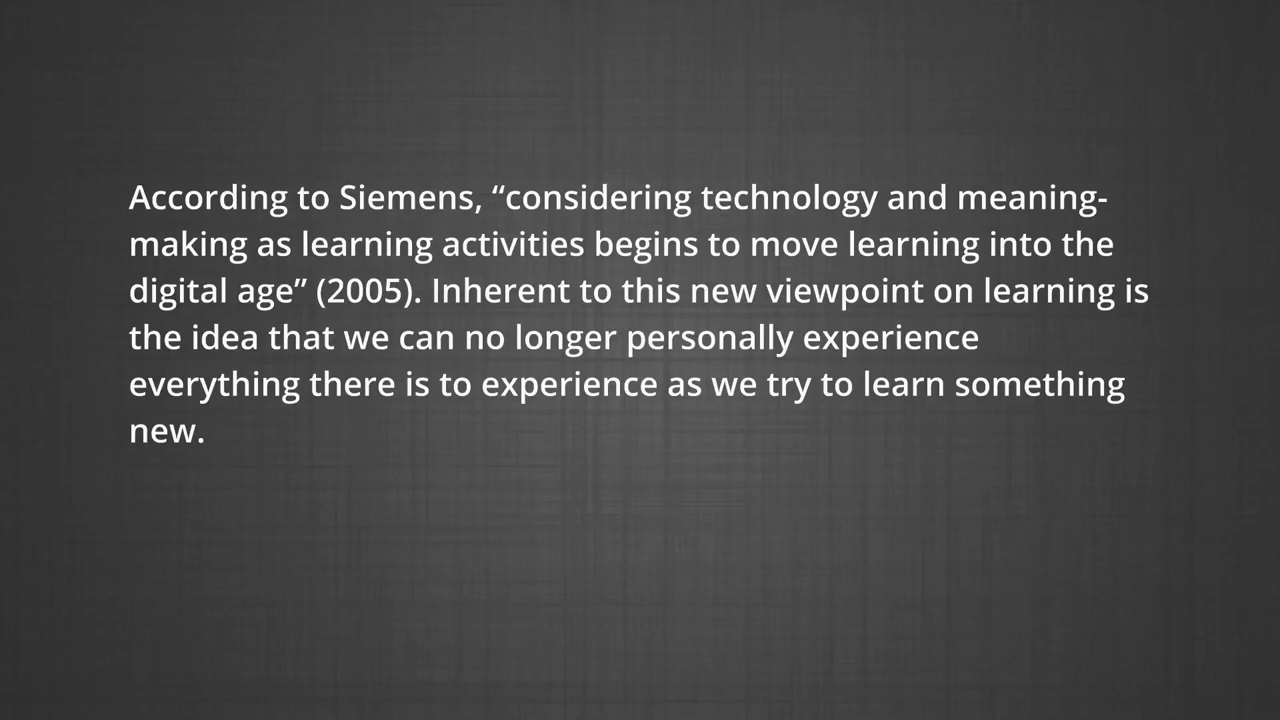 According to Siemens, “considering technology and meaning-
making as learning activities begins to move learning into the
digital age” (2005). Inherent to this new viewpoint on learning is
the idea that we can no longer personally experience
everything there is to experience as we try to learn something
new.